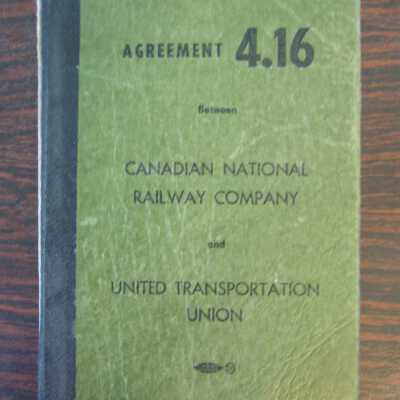 AGREEMENT 4.16
Between
CANADIAN NATIONAL
RAILWAY COMPANY
and
UNITED TRANSPORTATION
UNION